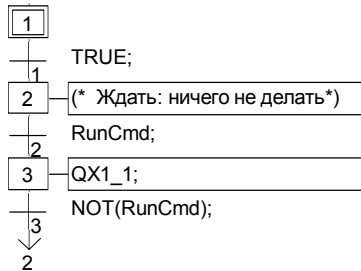 1
TRUE;
1
2 (* Ждать: ничего не делать*)
RunCmd;
2
3 QX1_1;
NOT(RunCmd);
3
2